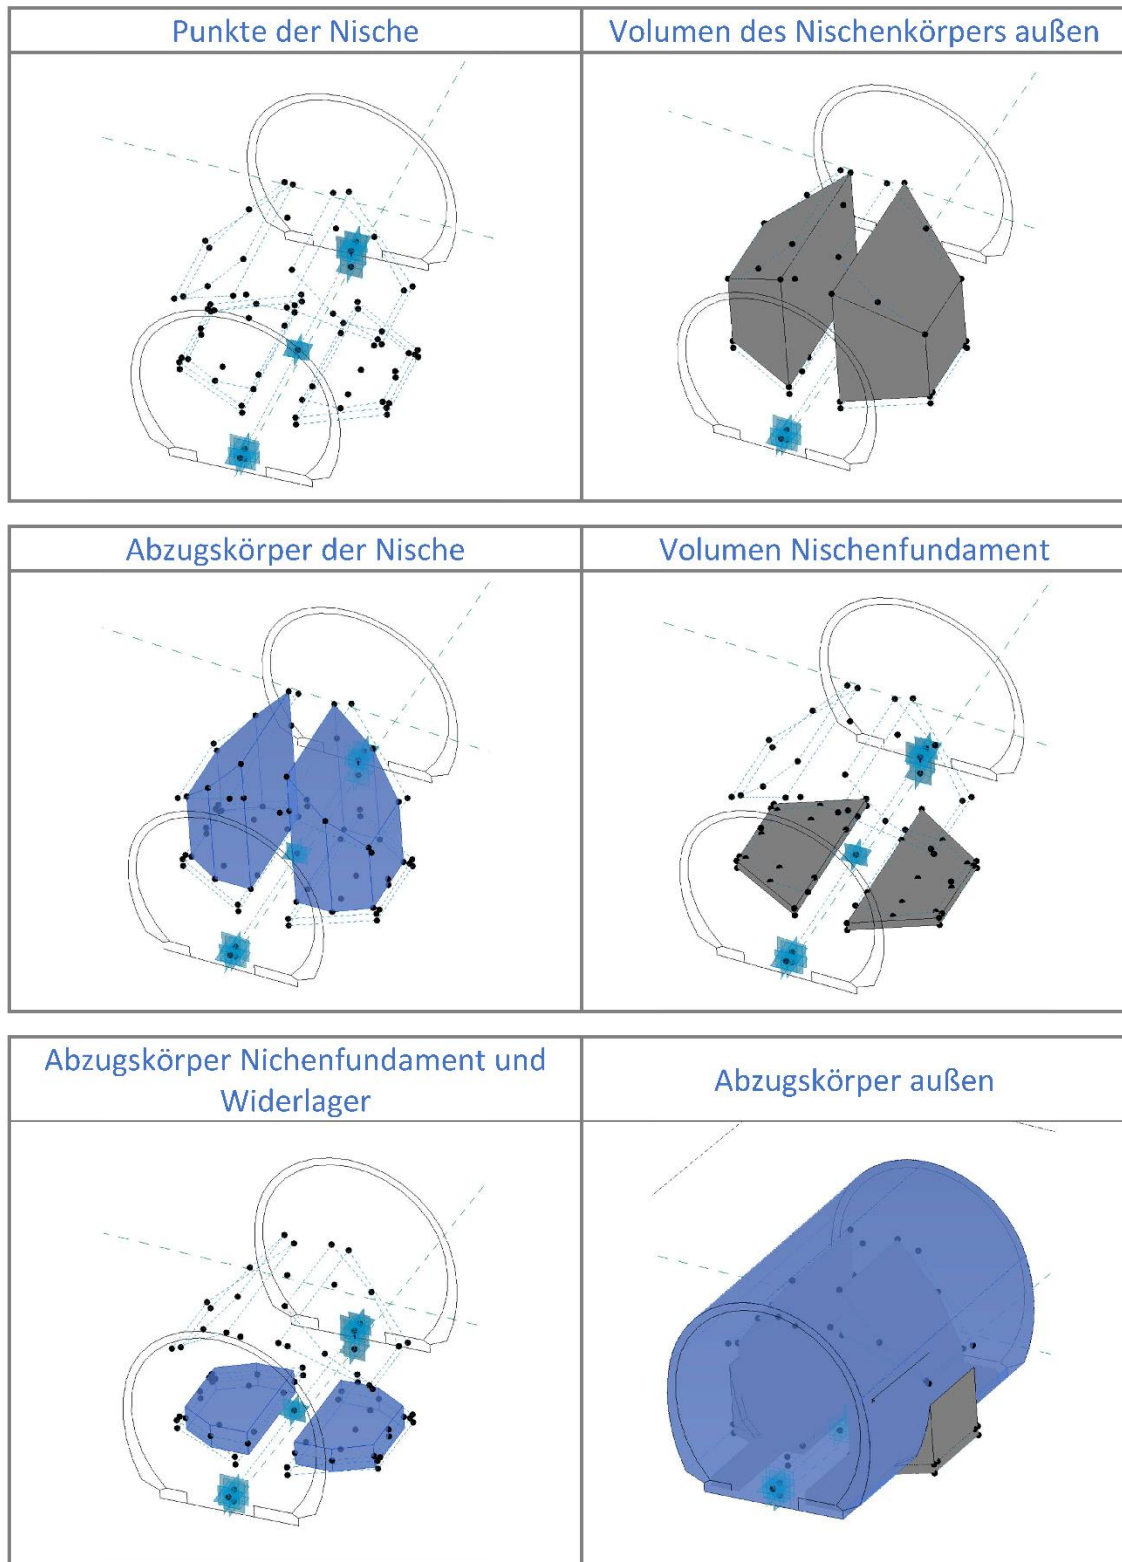 Punkte der Nische
Volumen des Nischenkörpers außen
Abzugskörper der Nische
Volumen Nischenfundament
Abzugskörper Nichenfundament und
Widerlager
Abzugskörper außen